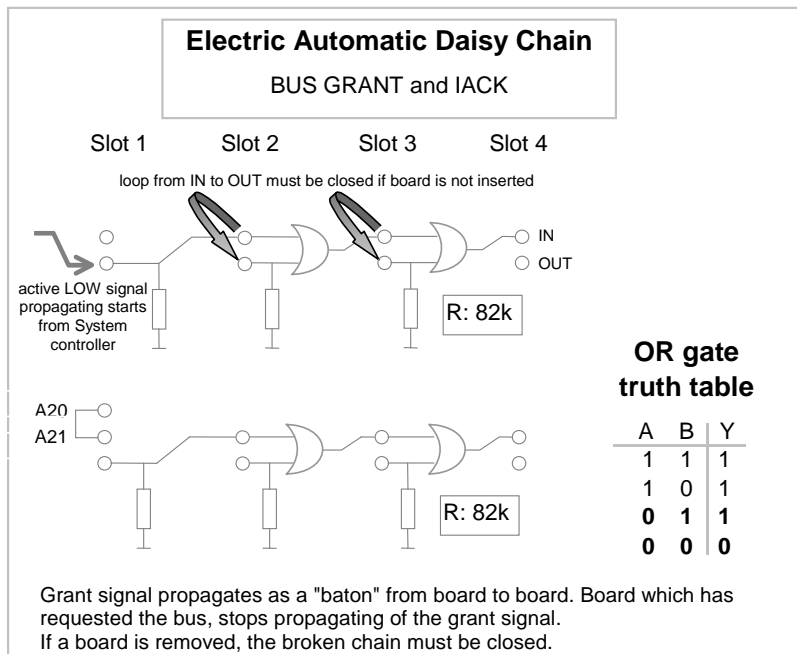 Electric Automatic Daisy Chain
BUS GRANT and IACK
Slot 1 Slot 2 Slot 3 Slot 4
loop from IN to OUT must be closed if board is not inserted
IN
OUT
active LOW signal
propagating starts
from System
controller
R: 82k
OR gate
truth table
A B Y
1 1 1
1 0 1
0 1 1
0 0 0
A20
A21
R: 82k
Grant signal propagates as a "baton" from board to board. Board which has
requested the bus, stops propagating of the grant signal.
If a board is removed, the broken chain must be closed.